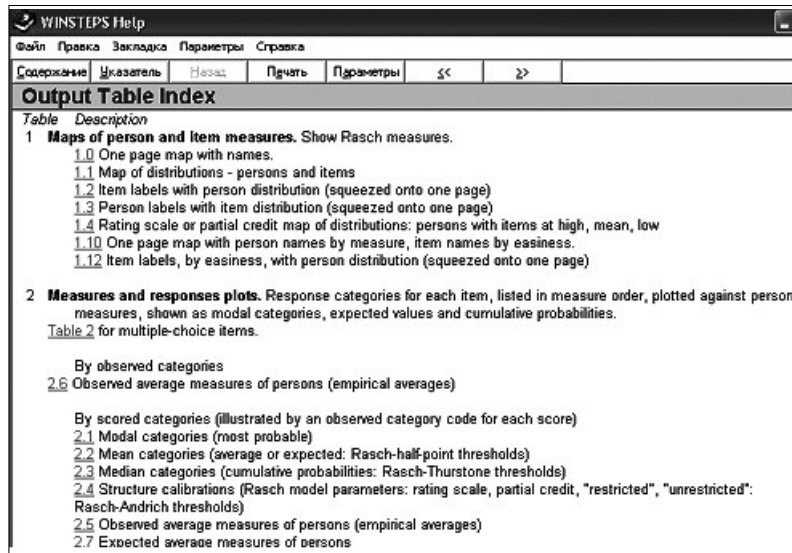 WINSTEPS Help
Файл Правка Закладка Параметры Справка
Содержание Указатель Назад Печать Параметры << >>
Output Table Index
Table Description
1 Maps of person and item measures. Show Rasch measures.
1.0 One page map with names.
1.1 Map of distributions - persons and items
1.2 Item labels with person distribution (squeezed onto one page)
1.3 Person labels with item distribution (squeezed onto one page)
1.4 Rating scale or partial credit map of distributions: persons with items at high, mean, low
1.10 One page map with person names by measure, item names by easiness.
1.12 Item labels, by easiness, with person distribution (squeezed onto one page)
2 Measures and responses plots. Response categories for each item, listed in measure order, plotted against person
measures, shown as modal categories, expected values and cumulative probabilities.
Table 2 for multiple-choice items.
By observed categories
2.6 Observed average measures of persons (empirical averages)
By scored categories (illustrated by an observed category code for each score)
2.1 Modal categories (most probable)
2.2 Mean categories (average or expected: Rasch-half-point thresholds)
2.3 Median categories (cumulative probabilities: Rasch-Thurstone thresholds)
2.4 Structure calibrations (Rasch model parameters: rating scale, partial credit, "restricted", "unrestricted":
Rasch-Andrich thresholds)
2.5 Observed average measures of persons (empirical averages)
2.7 Expected average measures of persons